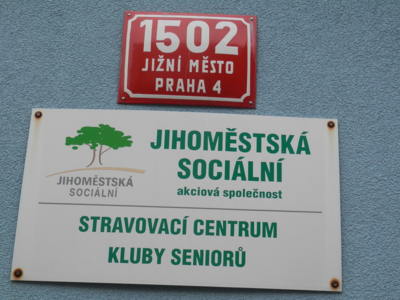 1502
JIŽNÍ MĚSTO
PRAHA 4
JIHOMĚSTSKÁ
SOCIÁLNÍ
JIHOMĚSTSKÁ
SOCIÁLNÍ
akciová společnost
STRAVOVACÍ CENTRUM
KLUBY SENIORŮ